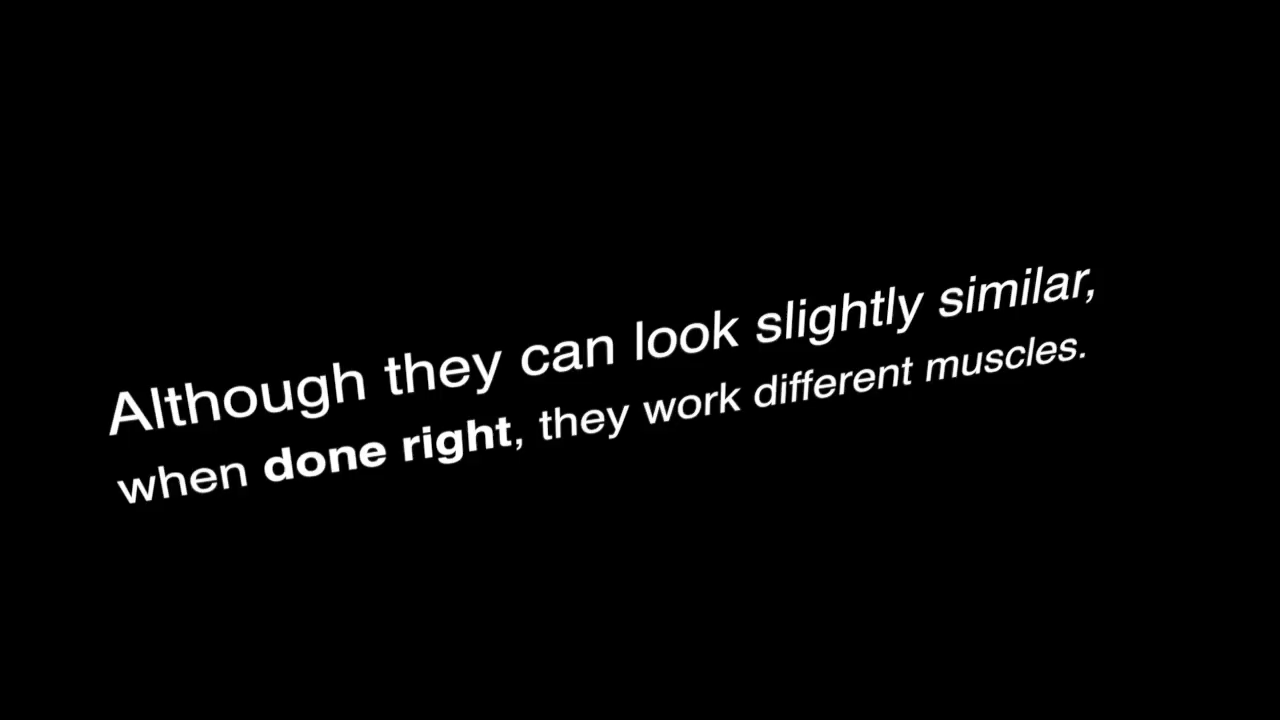 Although they can look slightly similar,
when done right, they work different muscles.